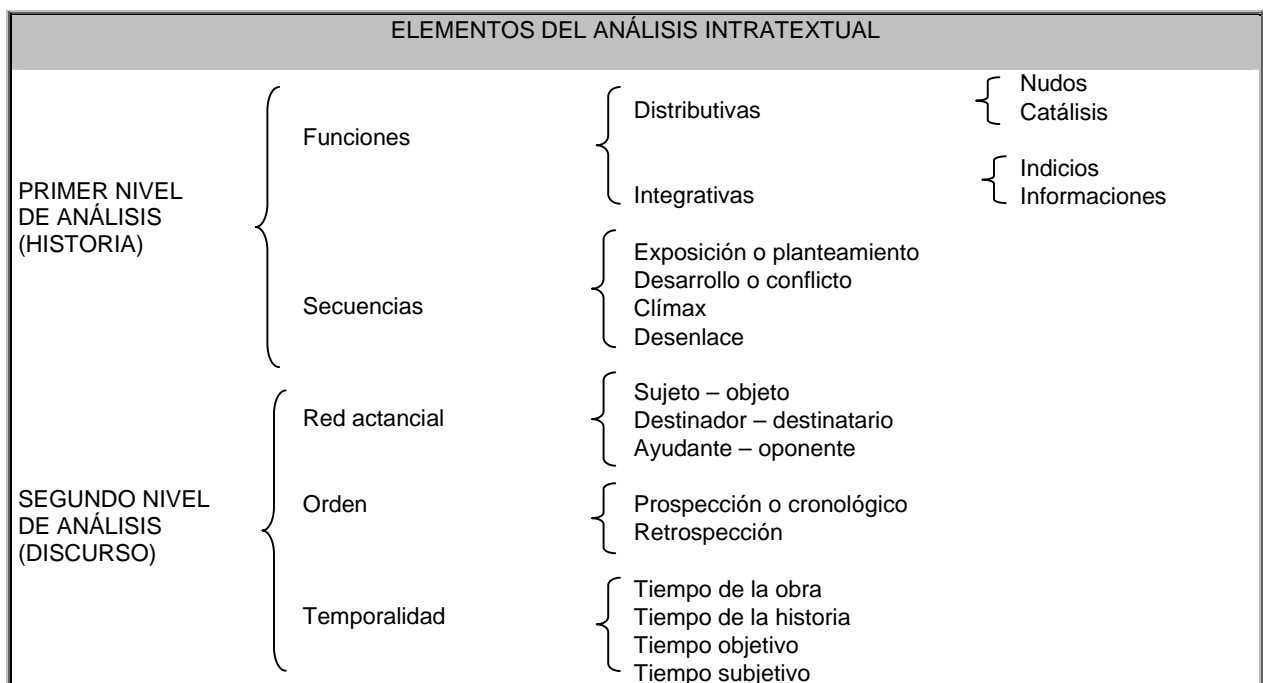 ELEMENTOS DEL ANÁLISIS INTRATEXTUAL
PRIMER NIVEL
DE ANÁLISIS
(HISTORIA)
Funciones
Distributivas
Nudos
Catálisis
Integrativas
Indicios
Informaciones
Secuencias
Exposición o planteamiento
Desarrollo o conflicto
Clímax
Desenlace
SEGUNDO NIVEL
DE ANÁLISIS
(DISCURSO)
Red actancial
Sujeto – objeto
Destinador – destinatario
Ayudante – oponente
Orden
Prospección o cronológico
Retrospección
Temporalidad
Tiempo de la obra
Tiempo de la historia
Tiempo objetivo
Tiempo subjetivo